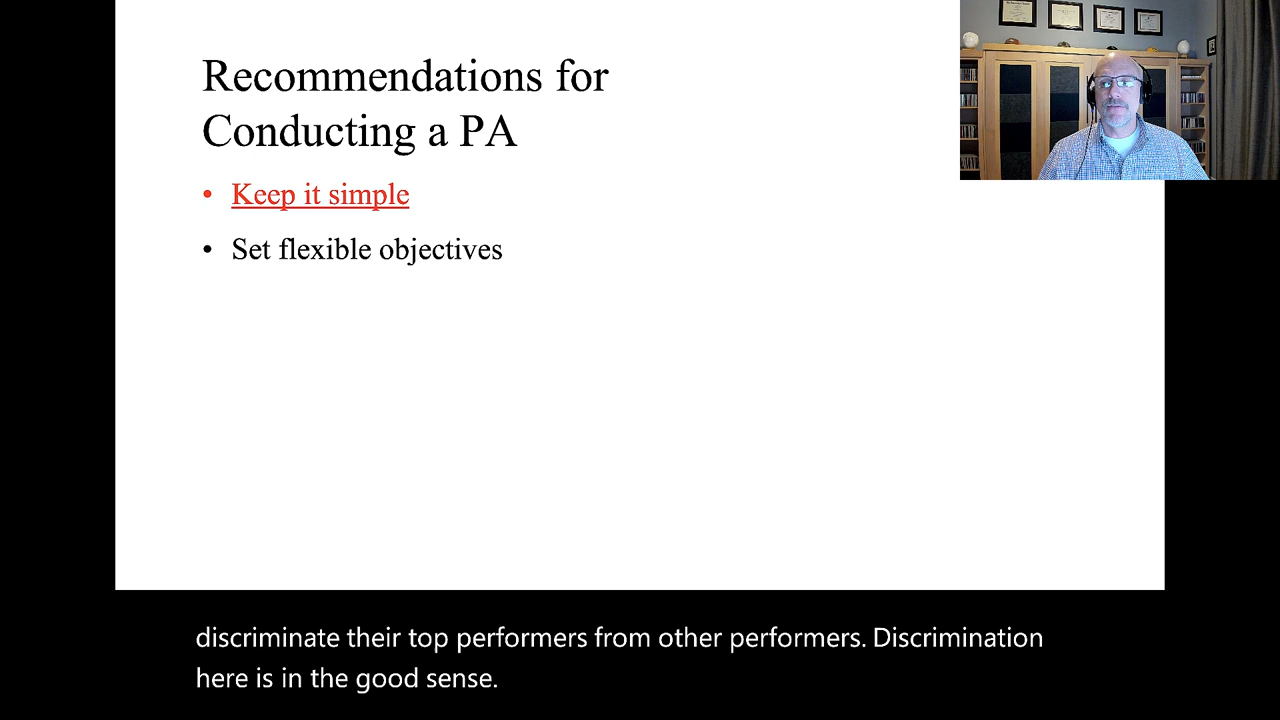 Recommendations for
Conducting a PA
• Keep it simple
• Set flexible objectives
discriminate their top performers from other performers. Discrimination
here is in the good sense.